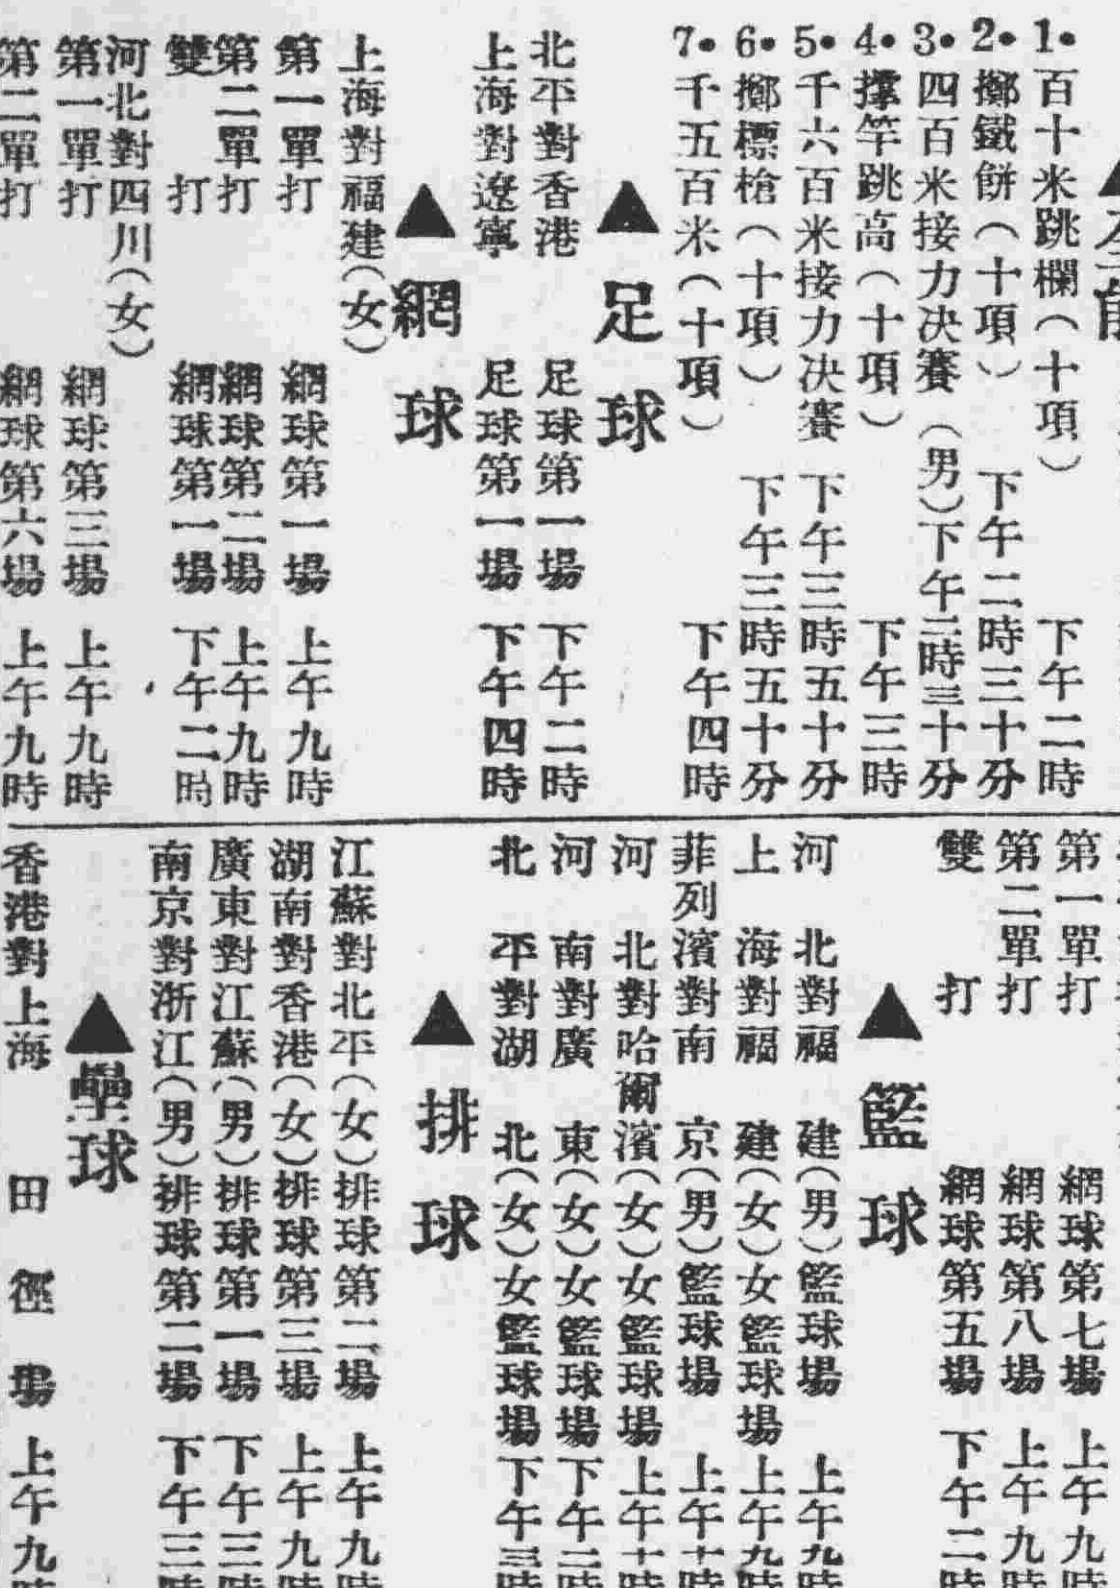 1•百十米跳欄（十項）　下午二時
2•擲鐵餅（十項）　下午二時三十分
3•四百米接力決賽（男）下午二時三十分
4•撑竿跳高（十項）　下午三時
5•千六百米接力決賽　下午三時五十分
6•擲標槍（十項）　下午三時五十分
7•千五百米（十項）　下午四時
▲足球
北平對香港　足球第一場　下午二時
上海對遼寧　足球第一場　下午四時
▲網球
上海對福建（女）
第一單打　網球第一場　上午九時
第二單打　網球第二場　上午九時
雙打　網球第一場　下午二時
河北對四川（女）
第一單打　網球第三場　上午九時
第二單打　網球第六場　上午九時
第一單打　網球第七場　上午九時
第二單打　網球第八場　上午九時
雙打　網球第五場　下午二時
▲籃球
河北對福建（男）籃球場　上午九時
上海對福建（女）女籃球場　上午九時
菲列濱對南京（男）籃球場　上午十時
河北對哈爾濱（女）女籃球場　上午十時
河南對廣東（女）女籃球場　下午二時
北平對湖北（女）女籃球場　下午三時
▲排球
江蘇對北平（女）排球第二場　上午九時
湖南對香港（女）排球第三場　上午九時
廣東對江蘇（男）排球第一場　下午三時
南京對浙江（男）排球第二場　下午三時
▲壘球
香港對上海　田徑場　上午九時